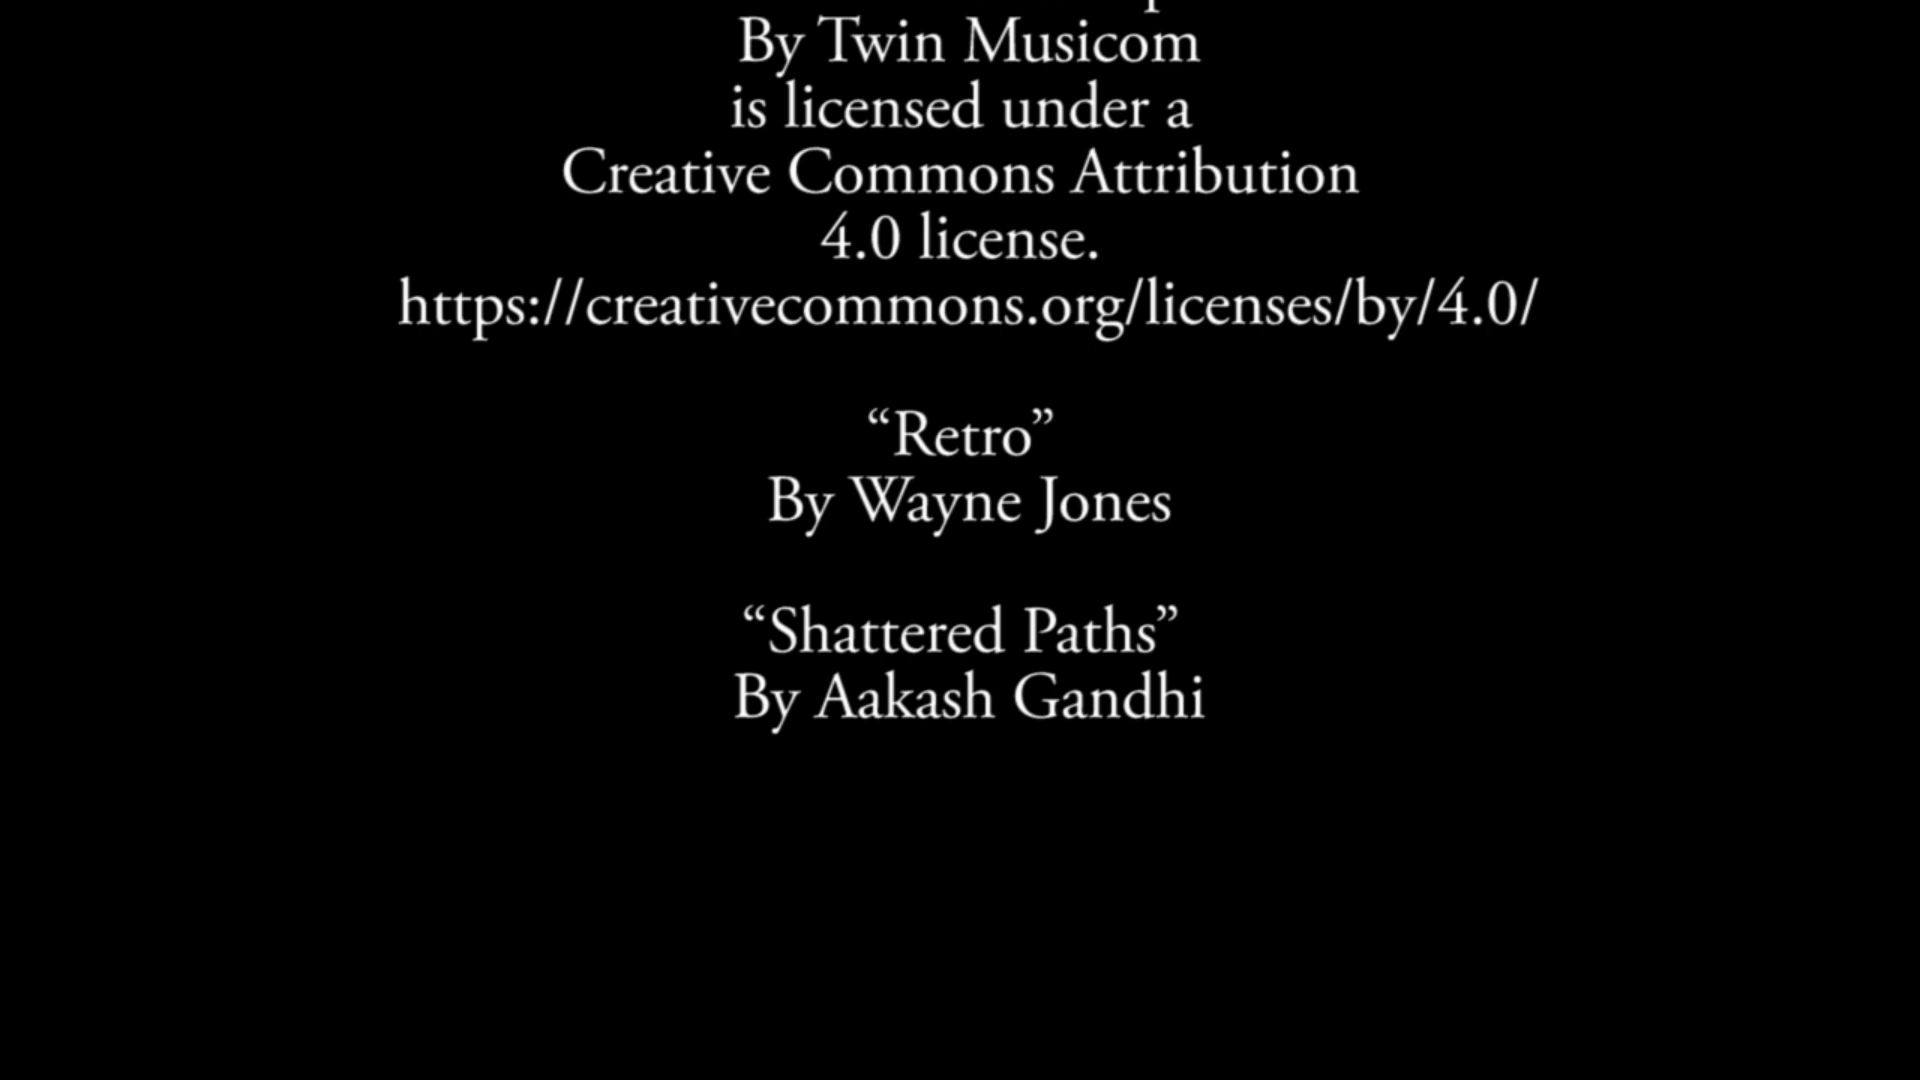 By Twin Musicom
is licensed under a
Creative Commons Attribution
4.0 license.
https://creativecommons.org/licenses/by/4.0/
“Retro”
By Wayne Jones
“Shattered Paths”
By Aakash Gandhi